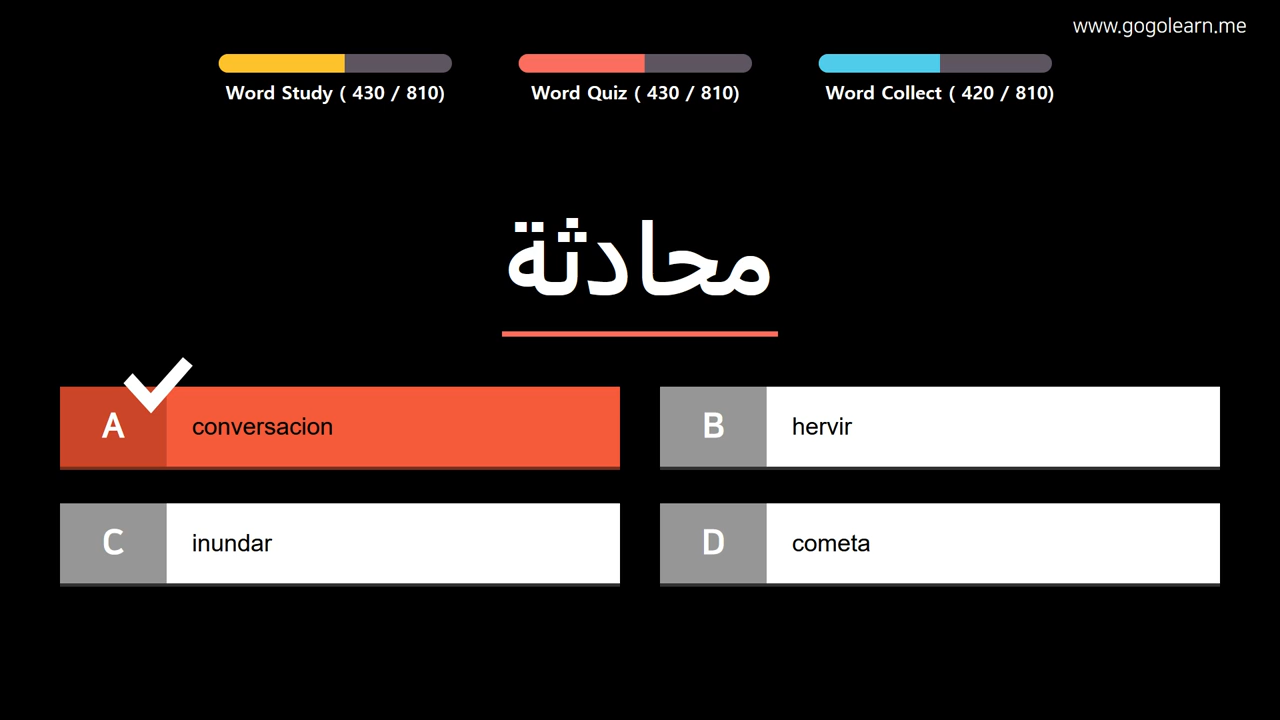 www.gogolearn.me
Word Study ( 430 / 810)
Word Quiz ( 430 / 810)
Word Collect ( 420 / 810)
محادثة
A conversacion
B hervir
C inundar
D cometa